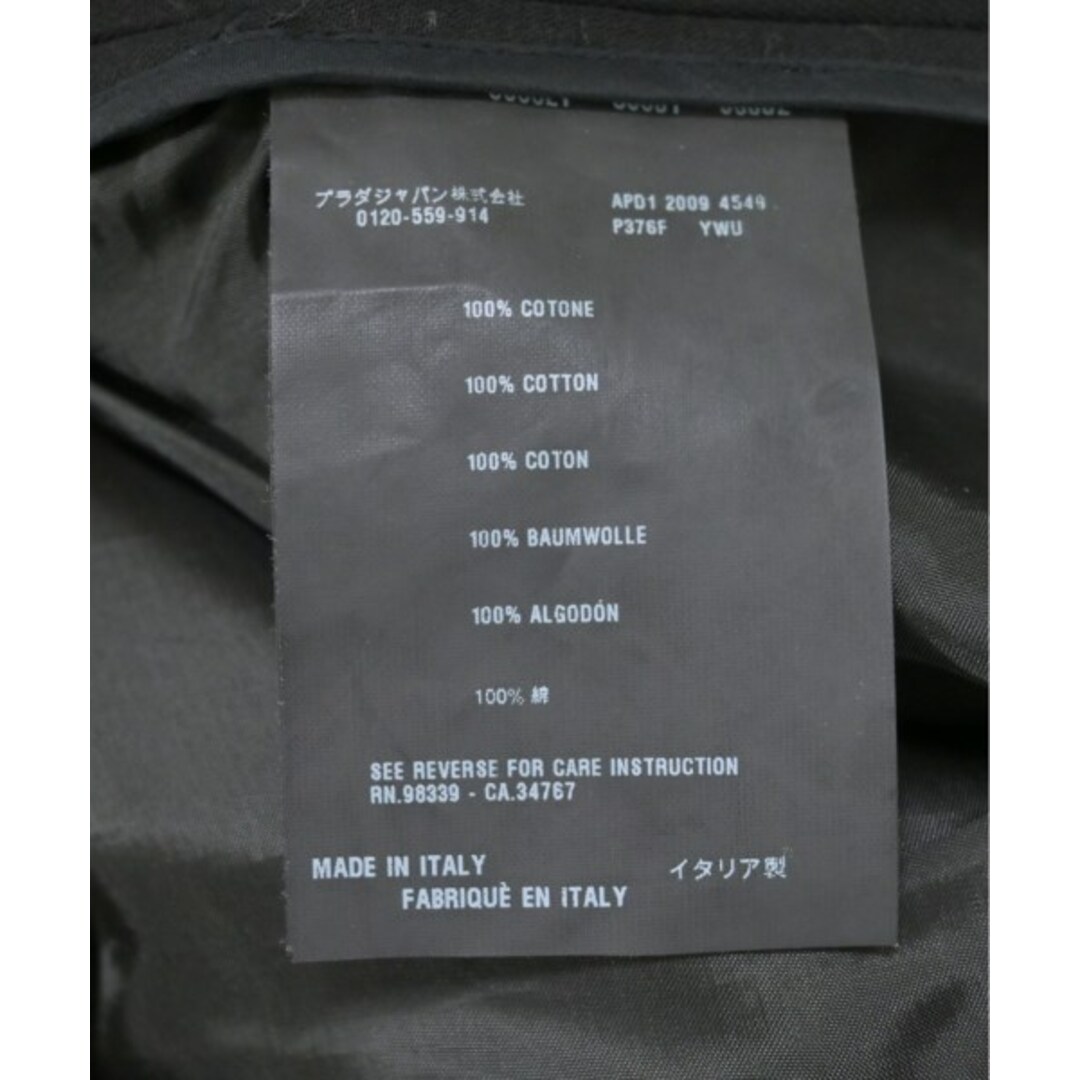 プラダジャパン株式会社
0120-559-914
APD1 2009 4549
P376F YWU
100% COTONE
100% COTTON
100% COTON
100% BAUMWOLLE
100% ALGODÓN
100% 綿
SEE REVERSE FOR CARE INSTRUCTION
RN.98339 - CA.34767
MADE IN ITALY
FABRIQUÈ EN ITALY
イタリア製